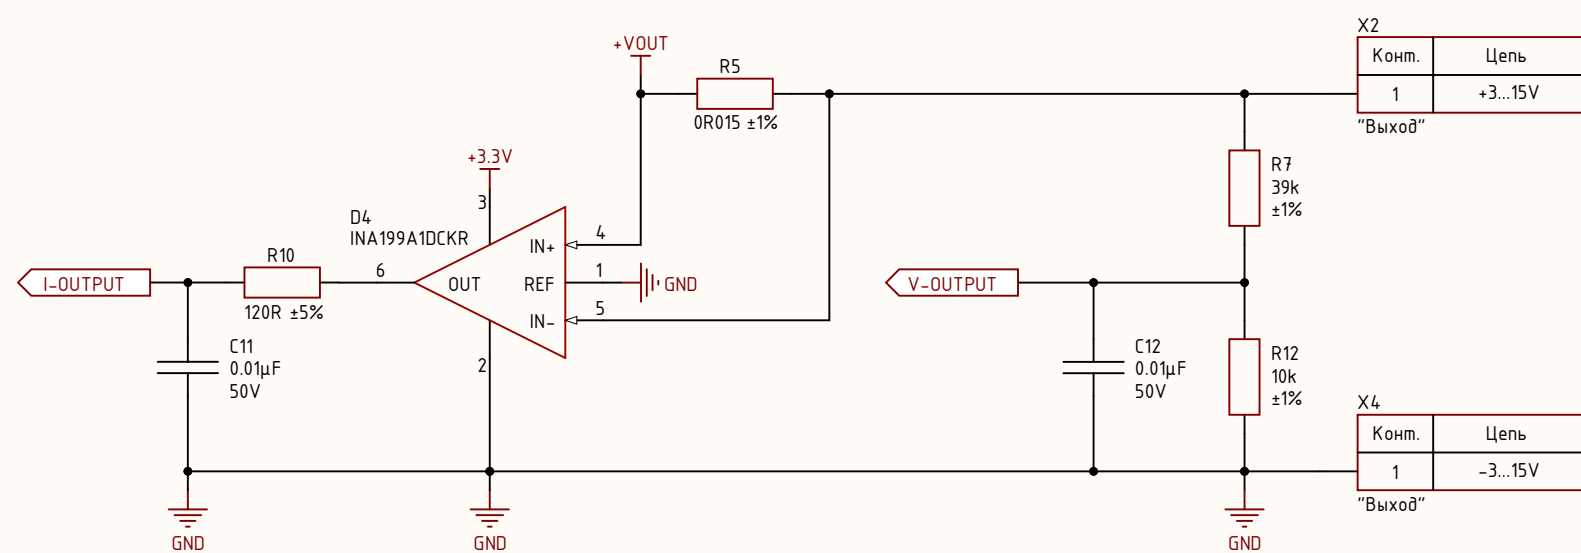 X2
Конт.
Цепь
1
+3...15V
"Выход"
+VOUT
R5
0R015 ±1%
+3.3V
3
D4
INA199A1DCKR
IN+
4
R10
6
OUT
REF
1
GND
I-OUTPUT
120R ±5%
IN-
5
2
C11
0.01µF
50V
V-OUTPUT
R7
39k
±1%
C12
0.01µF
50V
R12
10k
±1%
X4
Конт.
Цепь
1
-3...15V
"Выход"
GND
GND
GND